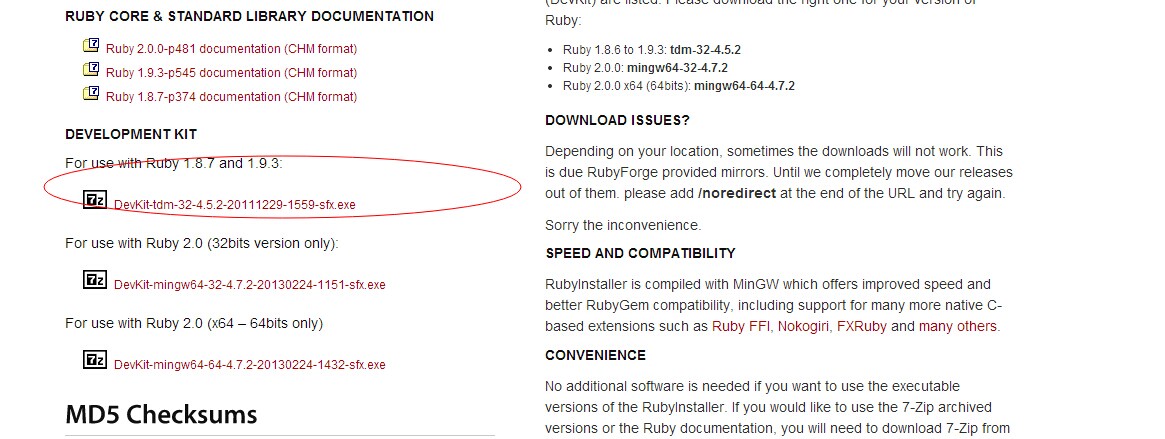 RUBY CORE & STANDARD LIBRARY DOCUMENTATION
Ruby 2.0.0-p481 documentation (CHM format)
Ruby 1.9.3-p545 documentation (CHM format)
Ruby 1.8.7-p374 documentation (CHM format)
DEVELOPMENT KIT
For use with Ruby 1.8.7 and 1.9.3:
7z DevKit-tdm-32-4.5.2-20111229-1559-sfx.exe
For use with Ruby 2.0 (32bits version only):
7z DevKit-mingw64-32-4.7.2-20130224-1151-sfx.exe
For use with Ruby 2.0 (x64 – 64bits only)
7z DevKit-mingw64-64-4.7.2-20130224-1432-sfx.exe
MD5 Checksums
(DevKit) are listed. Please download the right one for your version of
Ruby:
• Ruby 1.8.6 to 1.9.3: tdm-32-4.5.2
• Ruby 2.0.0: mingw64-32-4.7.2
• Ruby 2.0.0 x64 (64bits): mingw64-64-4.7.2
DOWNLOAD ISSUES?
Depending on your location, sometimes the downloads will not work. This
is due RubyForge provided mirrors. Until we completely move our releases
out of them. please add /noredirect at the end of the URL and try again.
Sorry the inconvenience.
SPEED AND COMPATIBILITY
RubyInstaller is compiled with MinGW which offers improved speed and
better RubyGem compatibility, including support for many more native C-
based extensions such as Ruby FFI, Nokogiri, FXRuby and many others.
CONVENIENCE
No additional software is needed if you want to use the executable
versions of the RubyInstaller. If you would like to use the 7-Zip archived
versions or the Ruby documentation, you will need to download 7-Zip from